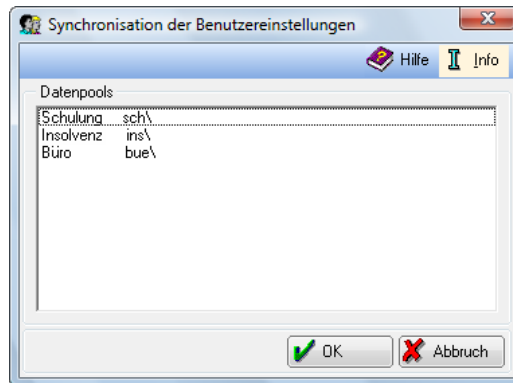 Synchronisation der Benutzereinstellungen
Hilfe Info
Datenpools
Schulung sch\
Insolvenz ins\
Büro bue\
OK Abbruch